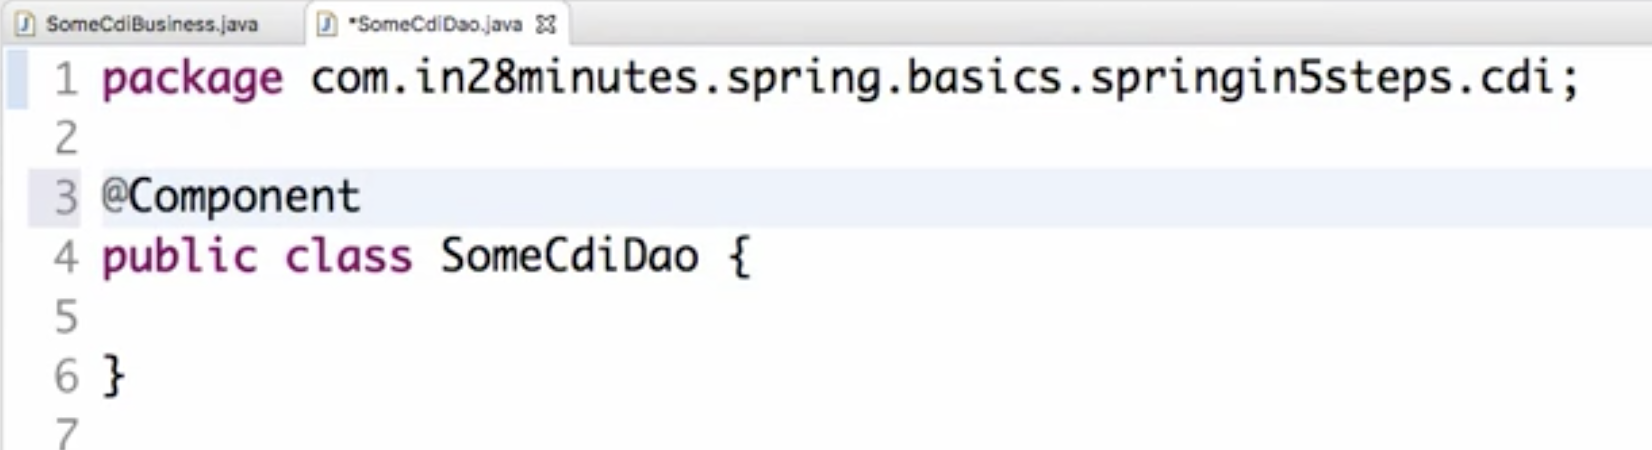 SomeCdiBusiness.java *SomeCdiDao.java
1 package com.in28minutes.spring.basics.springin5steps.cdi;
2
3 @Component
4 public class SomeCdiDao {
5
6 }
7